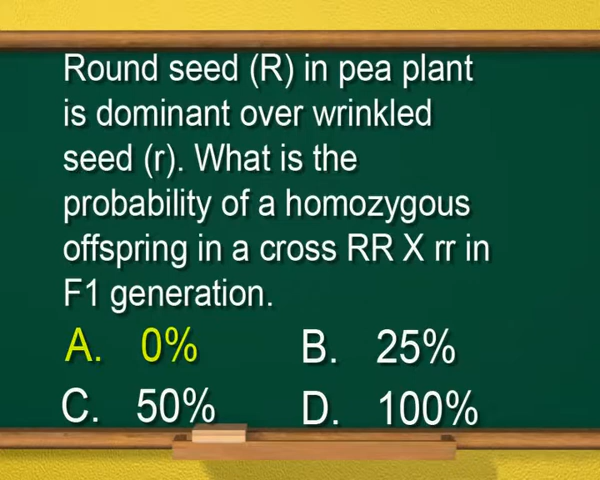 Round seed (R) in pea plant
is dominant over wrinkled
seed (r). What is the
probability of a homozygous
offspring in a cross RR X rr in
F1 generation.
A. 0% B. 25%
C. 50% D. 100%